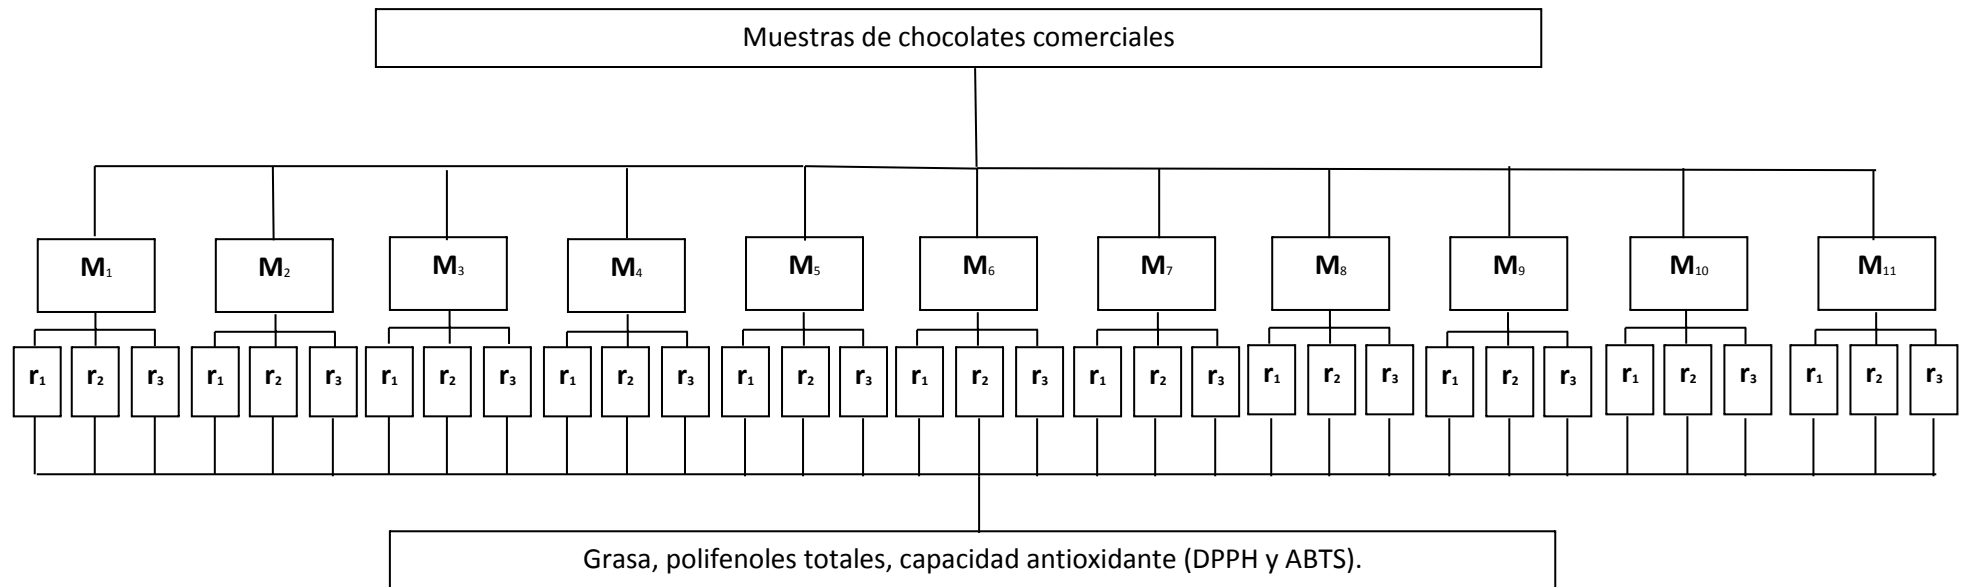 Muestras de chocolates comerciales
M₁ M₂ M₃ M₄ M₅ M₆ M₇ M₈ M₉ M₁₀ M₁₁
r₁ r₂ r₃ r₁ r₂ r₃ r₁ r₂ r₃ r₁ r₂ r₃ r₁ r₂ r₃ r₁ r₂ r₃ r₁ r₂ r₃ r₁ r₂ r₃ r₁ r₂ r₃ r₁ r₂ r₃ r₁ r₂ r₃
Grasa, polifenoles totales, capacidad antioxidante (DPPH y ABTS).